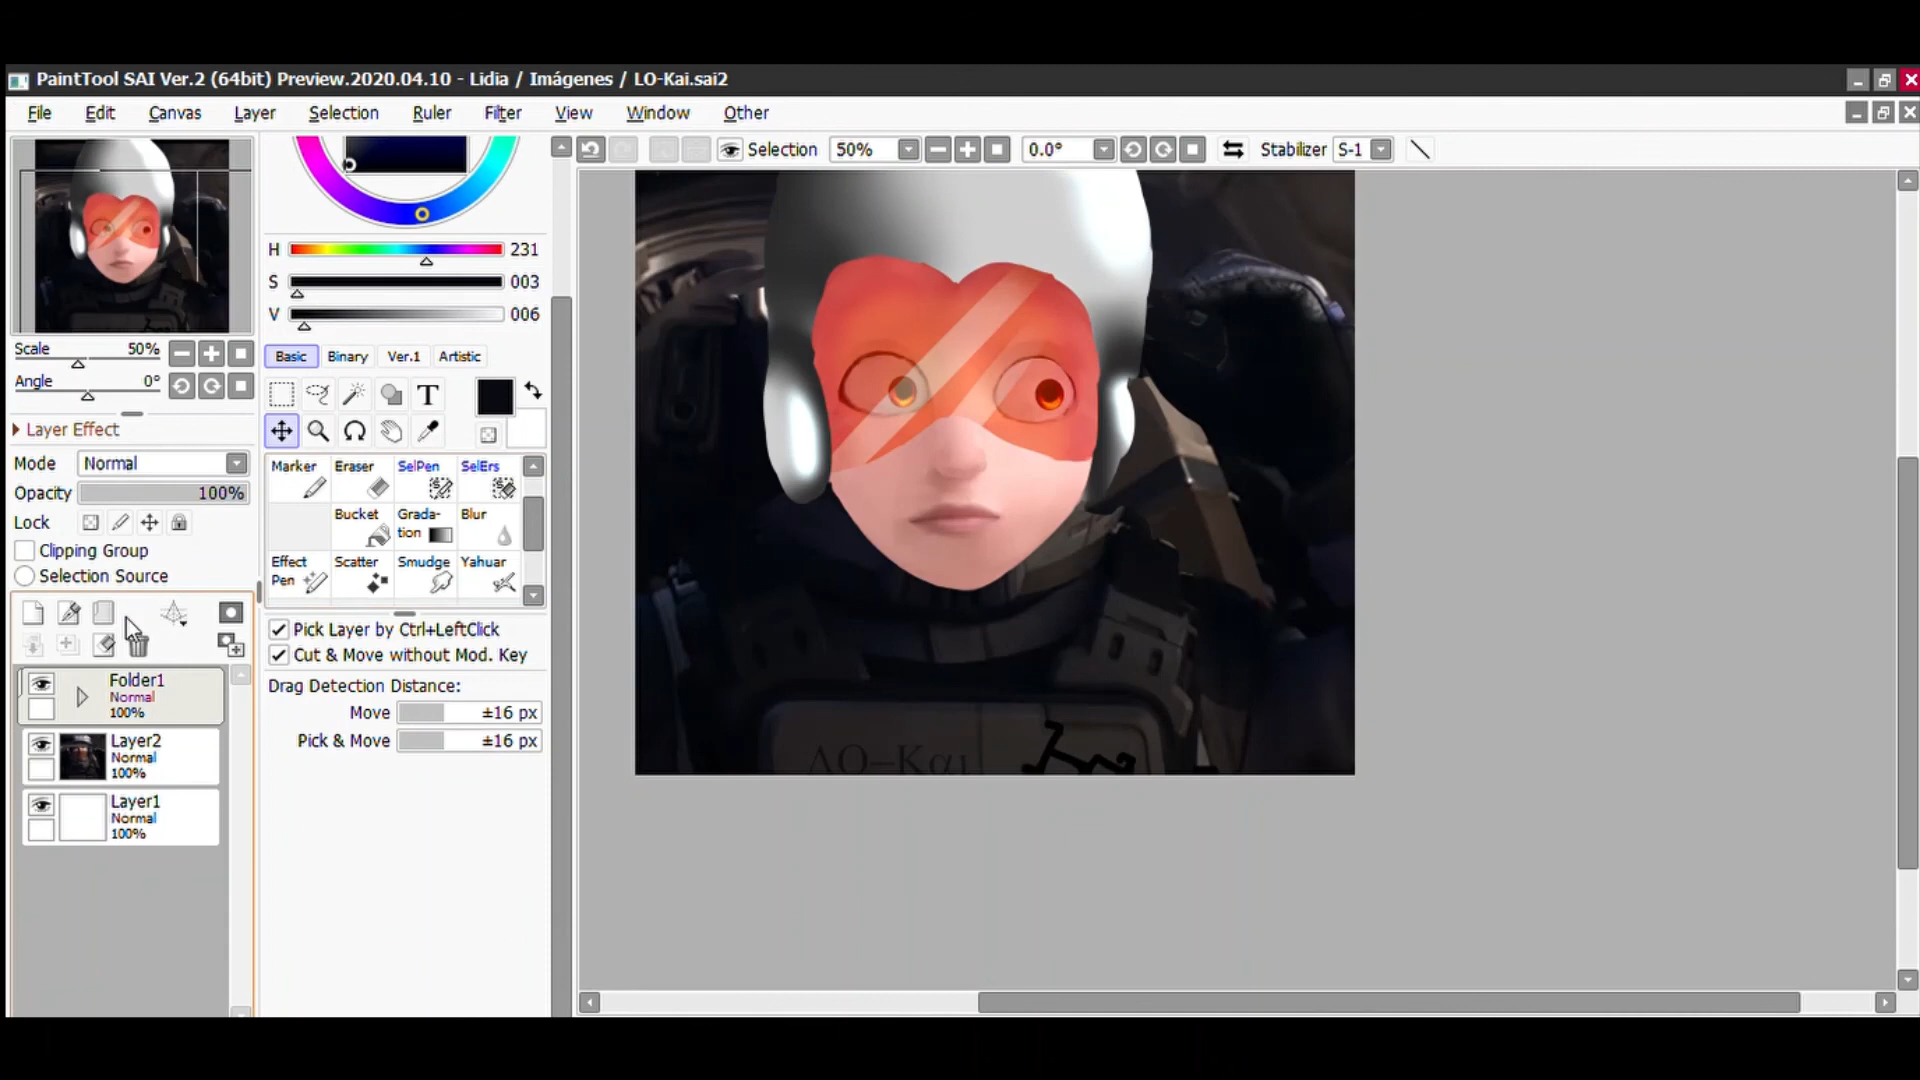 PaintTool SAI Ver.2 (64bit) Preview.2020.04.10 - Lidia / Imágenes / LO-Kai.sai2
File Edit Canvas Layer Selection Ruler Filter View Window Other
Selection 50% 0.0° Stabilizer S-1
H 231
S 003
V 006
Scale 50%
Angle 0°
Basic Binary Ver.1 Artistic
T
Layer Effect
Mode Normal
Opacity 100%
Lock
Clipping Group
Selection Source
Marker Eraser SelPen SelErs
Bucket Grada-tion Blur
Effect Pen Scatter Smudge Yahuar
Pick Layer by Ctrl+LeftClick
Cut & Move without Mod. Key
Drag Detection Distance:
Move ±16 px
Pick & Move ±16 px
Folder1
Normal
100%
Layer2
Normal
100%
Layer1
Normal
100%
ΛO–Kαι